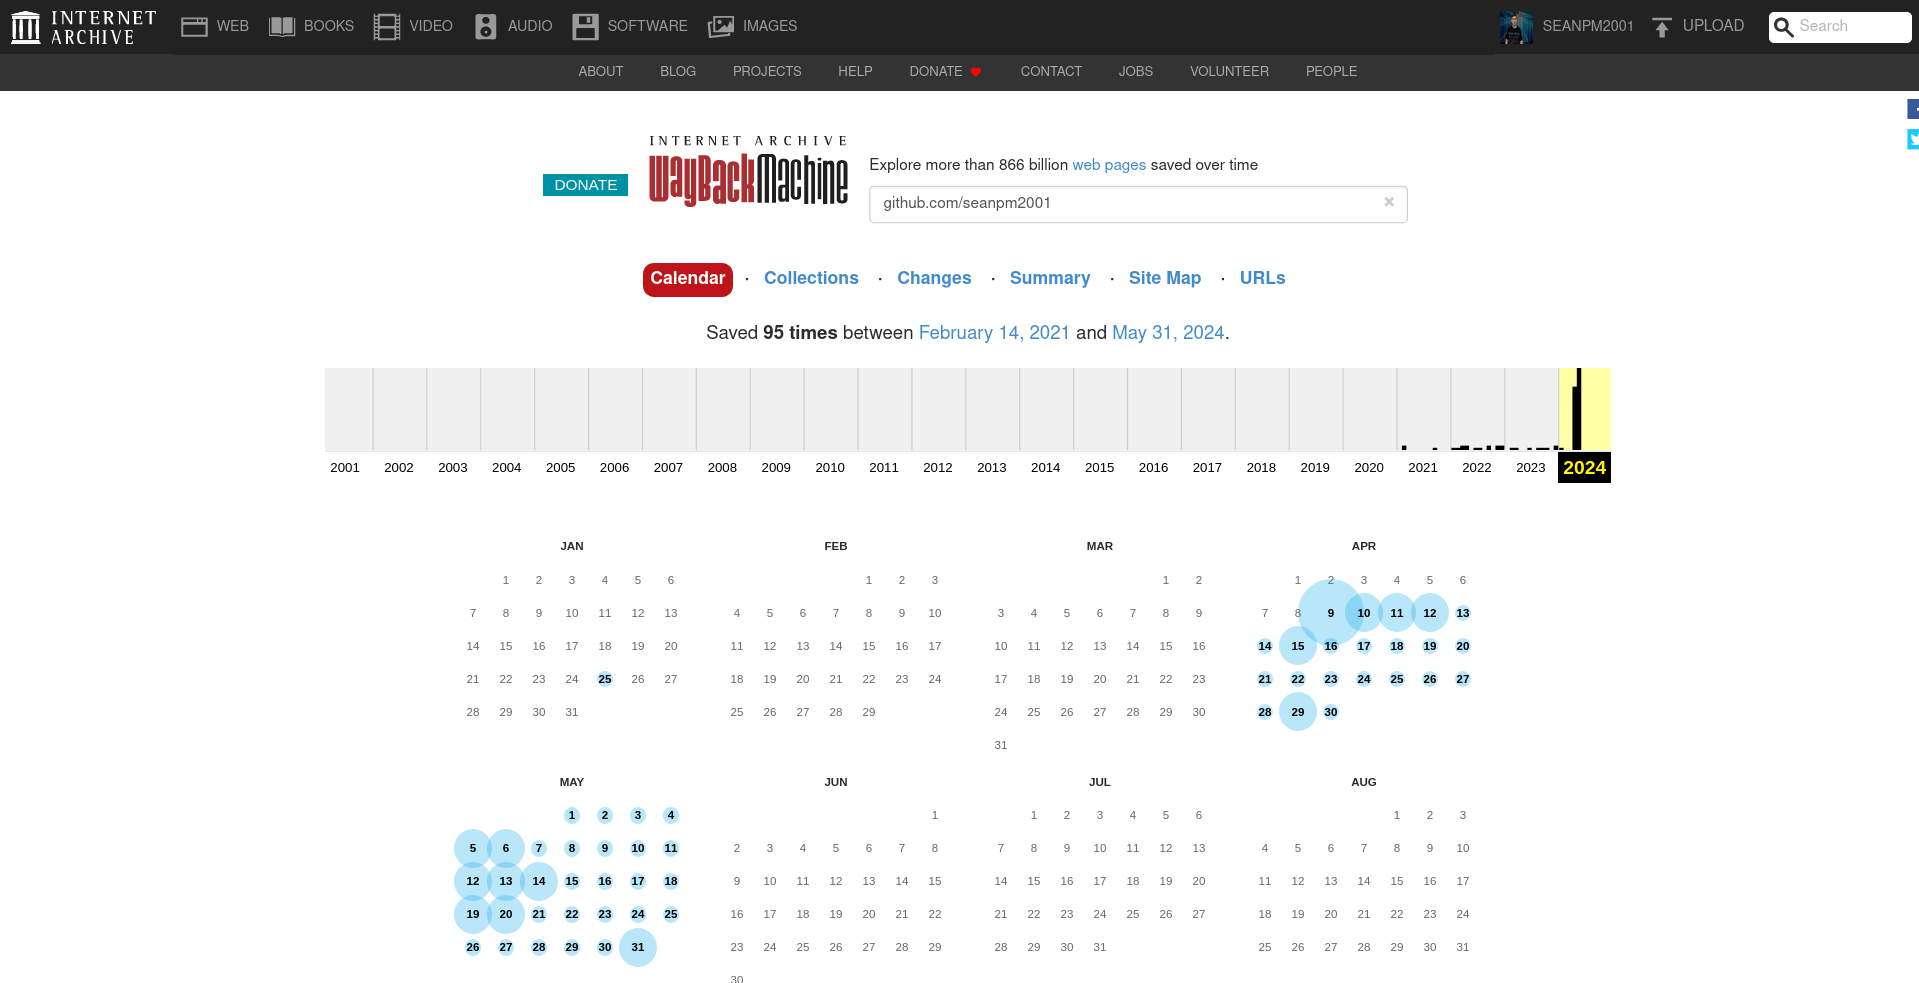 INTERNET ARCHIVE WEB BOOKS VIDEO AUDIO SOFTWARE IMAGES SEANPM2001 UPLOAD Search
ABOUT BLOG PROJECTS HELP DONATE CONTACT JOBS VOLUNTEER PEOPLE
INTERNET ARCHIVE
WayBackMachine
DONATE
Explore more than 866 billion web pages saved over time
github.com/seanpm2001 ×
Calendar · Collections · Changes · Summary · Site Map · URLs
Saved 95 times between February 14, 2021 and May 31, 2024.
2001 2002 2003 2004 2005 2006 2007 2008 2009 2010 2011 2012 2013 2014 2015 2016 2017 2018 2019 2020 2021 2022 2023 2024
JAN
1 2 3 4 5 6
7 8 9 10 11 12 13
14 15 16 17 18 19 20
21 22 23 24 25 26 27
28 29 30 31
FEB
1 2 3
4 5 6 7 8 9 10
11 12 13 14 15 16 17
18 19 20 21 22 23 24
25 26 27 28 29
MAR
1 2
3 4 5 6 7 8 9
10 11 12 13 14 15 16
17 18 19 20 21 22 23
24 25 26 27 28 29 30
31
APR
1 2 3 4 5 6
7 8 9 10 11 12 13
14 15 16 17 18 19 20
21 22 23 24 25 26 27
28 29 30
MAY
1 2 3 4
5 6 7 8 9 10 11
12 13 14 15 16 17 18
19 20 21 22 23 24 25
26 27 28 29 30 31
JUN
1
2 3 4 5 6 7 8
9 10 11 12 13 14 15
16 17 18 19 20 21 22
23 24 25 26 27 28 29
30
JUL
1 2 3 4 5 6
7 8 9 10 11 12 13
14 15 16 17 18 19 20
21 22 23 24 25 26 27
28 29 30 31
AUG
1 2 3
4 5 6 7 8 9 10
11 12 13 14 15 16 17
18 19 20 21 22 23 24
25 26 27 28 29 30 31